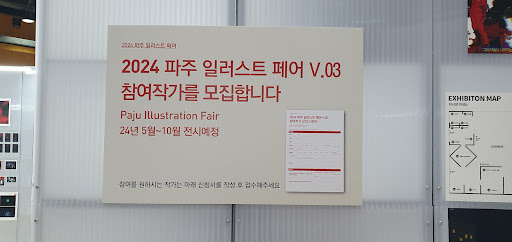 2024 파주 일러스트 페어
2024 파주 일러스트 페어 V.03
참여작가를 모집합니다
Paju Illustration Fair
24년 5월~10월 전시예정
참여를 원하시는 작가는 아래 신청서를 작성 후 접수해주세요
EXHIBITON MAP